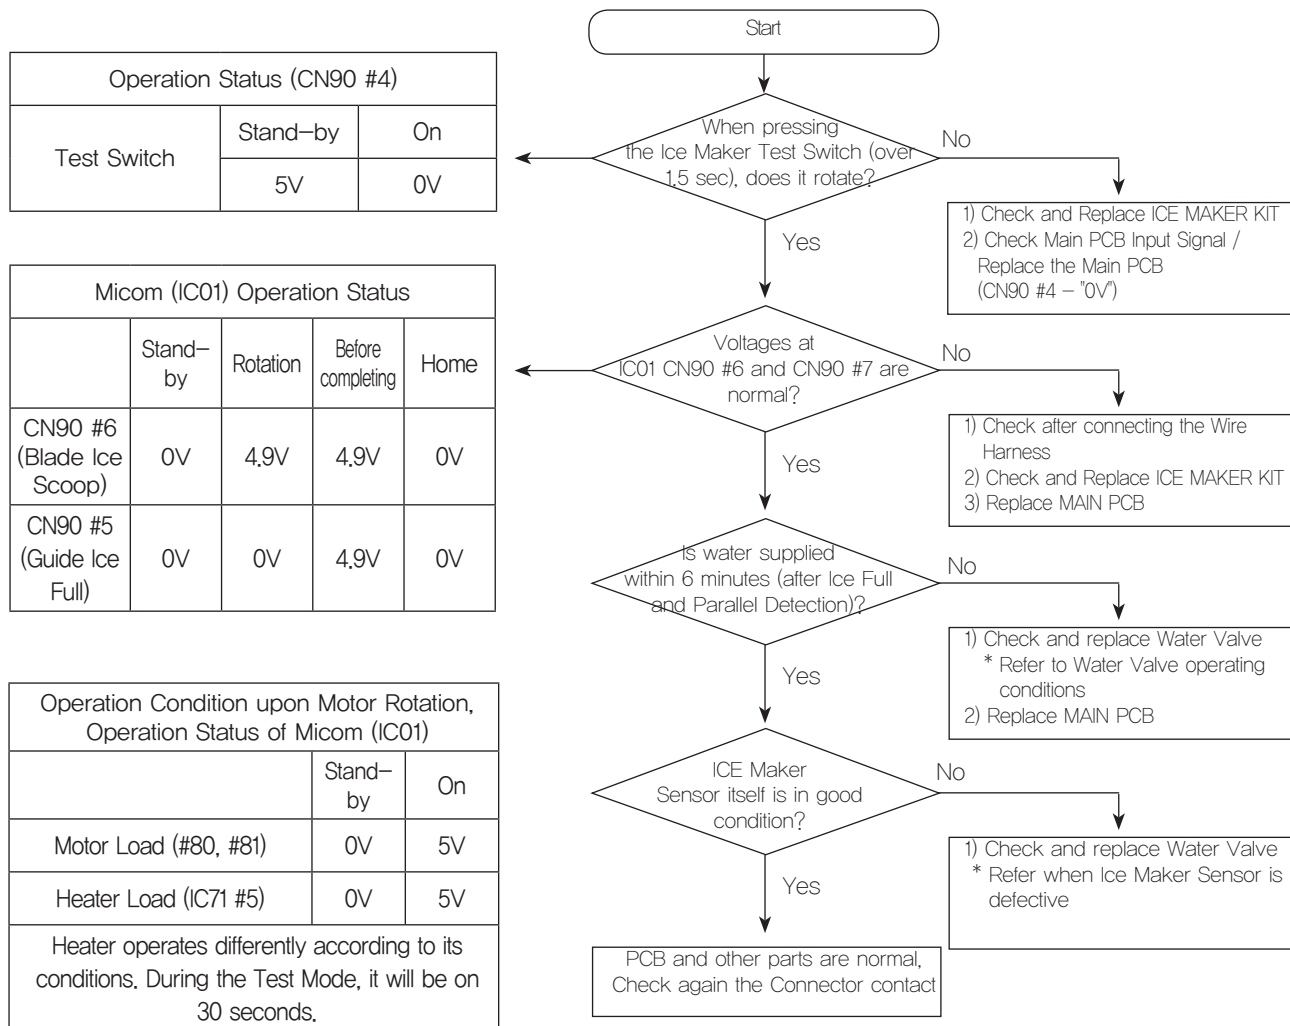 Start
Operation Status (CN90 #4)
Test Switch
Stand-by
On
5V
0V
When pressing
the Ice Maker Test Switch (over
1.5 sec), does it rotate?
No
Yes
1) Check and Replace ICE MAKER KIT
2) Check Main PCB Input Signal /
Replace the Main PCB
(CN90 #4 - "0V")
Micom (IC01) Operation Status
Stand-
by
Rotation
Before
completing
Home
CN90 #6
(Blade Ice
Scoop)
0V
4.9V
4.9V
0V
CN90 #5
(Guide Ice
Full)
0V
0V
4.9V
0V
Voltages at
IC01 CN90 #6 and CN90 #7 are
normal?
No
Yes
1) Check after connecting the Wire
Harness
2) Check and Replace ICE MAKER KIT
3) Replace MAIN PCB
Is water supplied
within 6 minutes (after Ice Full
and Parallel Detection)?
No
Yes
1) Check and replace Water Valve
* Refer to Water Valve operating
conditions
2) Replace MAIN PCB
Operation Condition upon Motor Rotation,
Operation Status of Micom (IC01)
Stand-
by
On
Motor Load (#80, #81)
0V
5V
Heater Load (IC71 #5)
0V
5V
Heater operates differently according to its
conditions. During the Test Mode, it will be on
30 seconds.
ICE Maker
Sensor itself is in good
condition?
No
Yes
1) Check and replace Water Valve
* Refer when Ice Maker Sensor is
defective
PCB and other parts are normal,
Check again the Connector contact